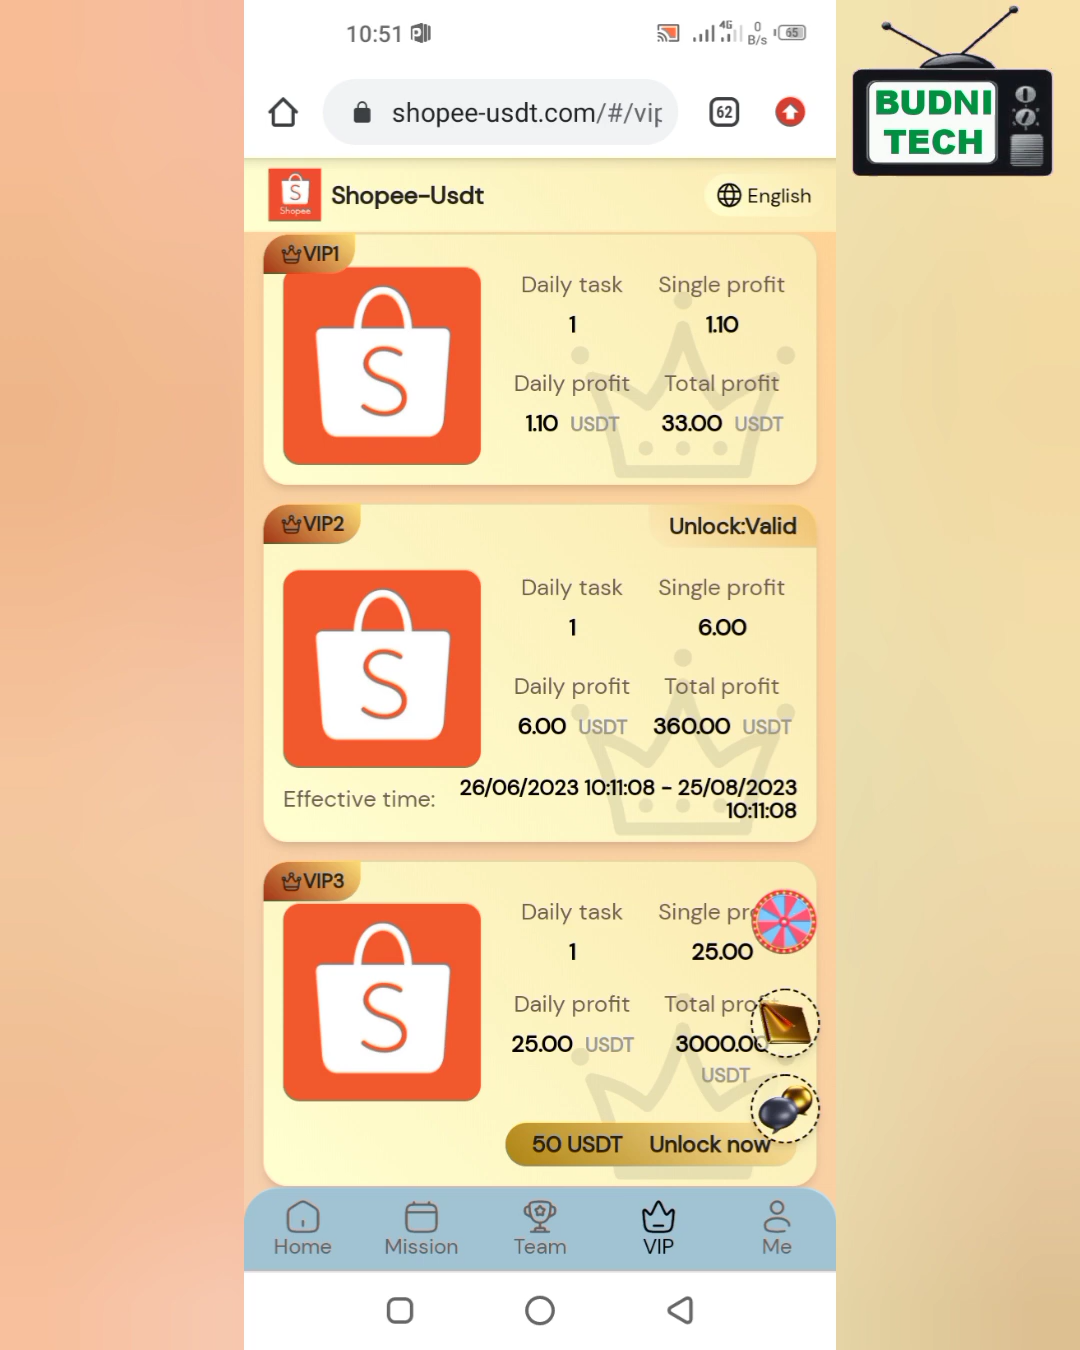 10:51
4G
0
B/s
65
BUDNI
TECH
shopee-usdt.com/#/vip
62
S
Shopee
Shopee-Usdt
English
VIP1
S
Daily task
Single profit
1
1.10
Daily profit
Total profit
1.10 USDT
33.00 USDT
VIP2
Unlock:Valid
S
Daily task
Single profit
1
6.00
Daily profit
Total profit
6.00 USDT
360.00 USDT
Effective time:
26/06/2023 10:11:08 - 25/08/2023
10:11:08
VIP3
S
Daily task
Single pr
1
25.00
Daily profit
Total pro
25.00 USDT
3000.00
USDT
50 USDT Unlock now
Home
Mission
Team
VIP
Me